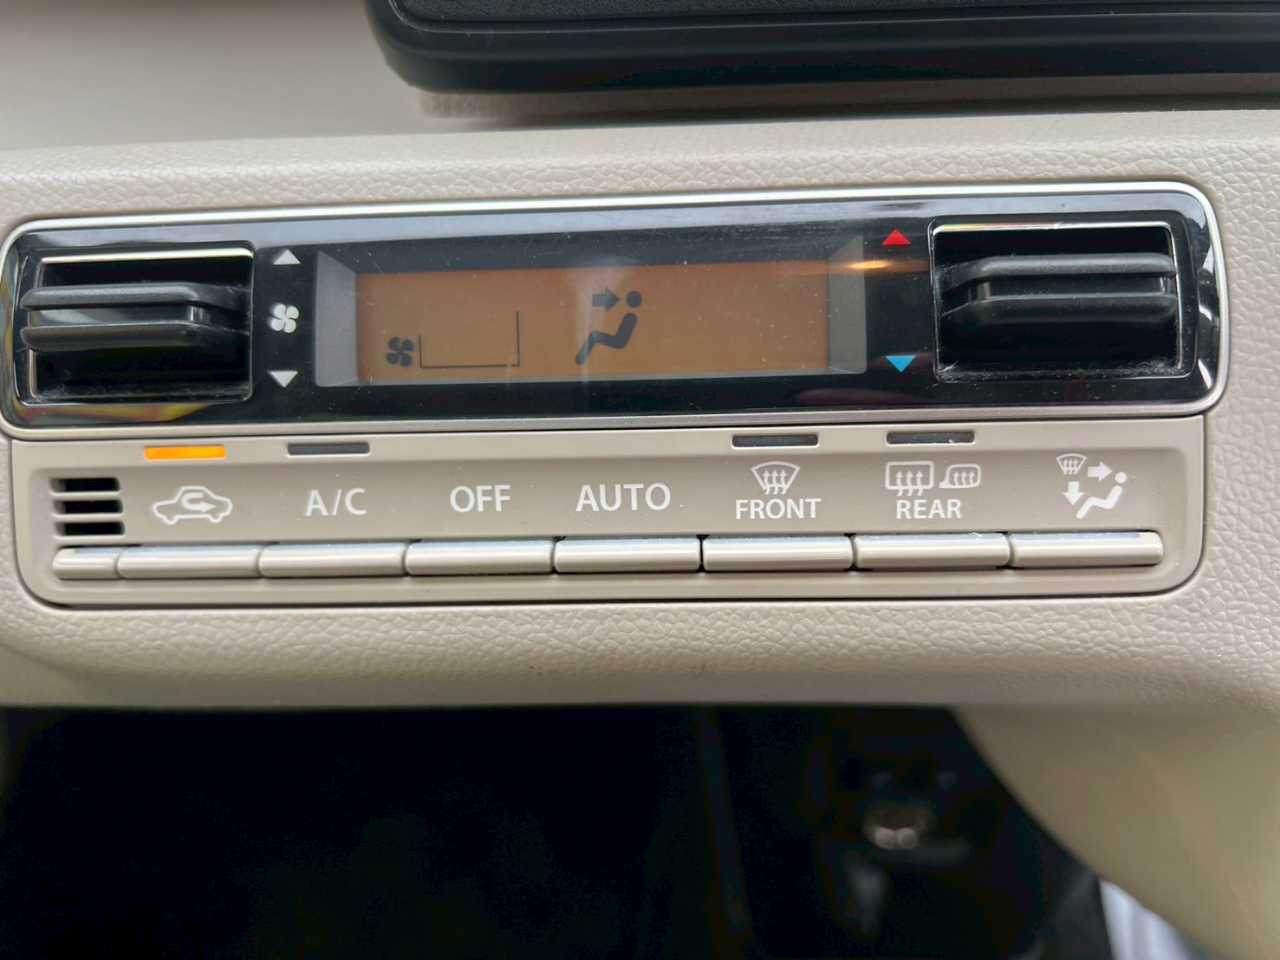 A/C
OFF
AUTO
FRONT
REAR